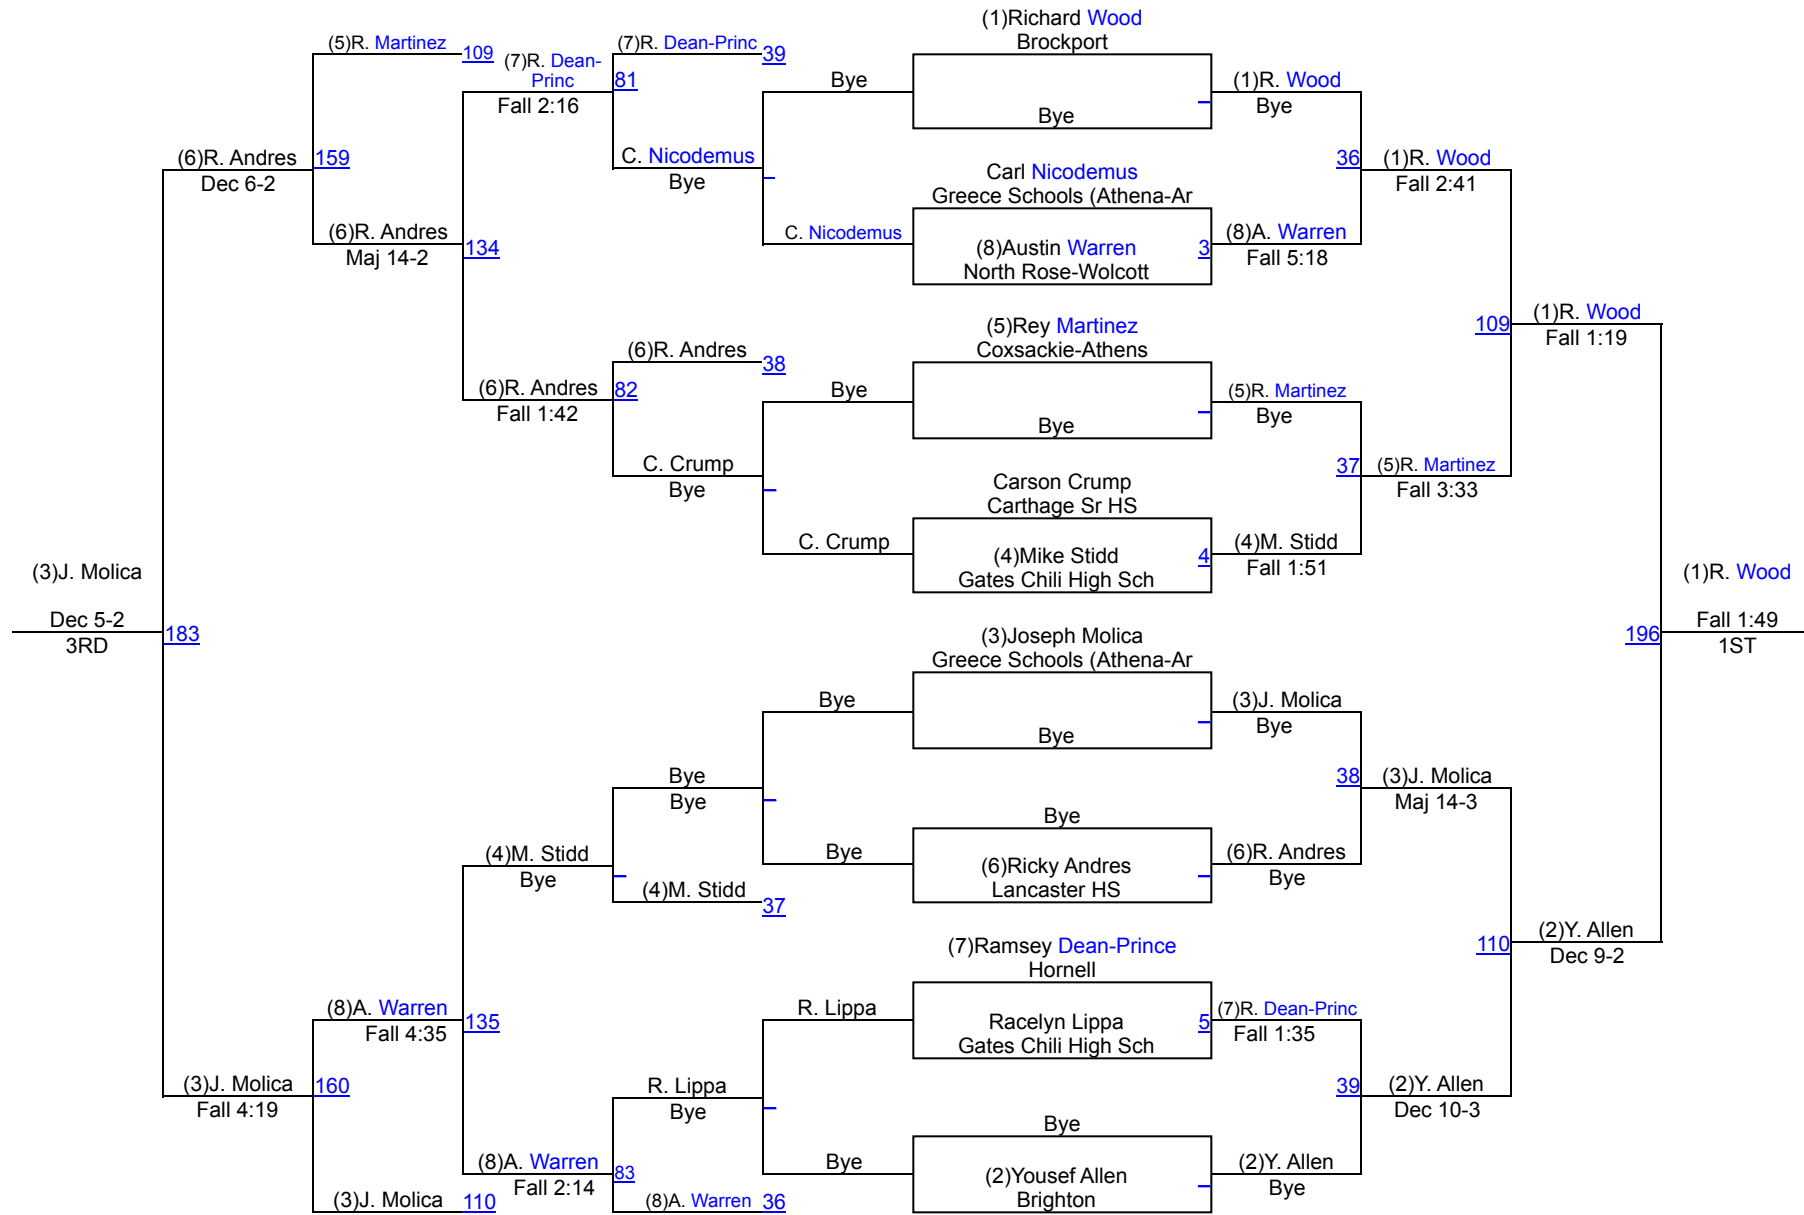 (1)Richard Wood
Brockport
(5)R. Martinez
109
(7)R. Dean-
Princ
Fall 2:16
(7)R. Dean-Princ
39
81
Bye
Bye
(1)R. Wood
Bye
C. Nicodemus
Bye
(6)R. Andres
Dec 6-2
159
Carl Nicodemus
Greece Schools (Athena-Ar
36
(1)R. Wood
Fall 2:41
(6)R. Andres
Maj 14-2
134
C. Nicodemus
(8)Austin Warren
North Rose-Wolcott
3
(8)A. Warren
Fall 5:18
(5)Rey Martinez
Coxsackie-Athens
109
(1)R. Wood
Fall 1:19
(6)R. Andres
38
(6)R. Andres
Fall 1:42
82
Bye
Bye
(5)R. Martinez
Bye
C. Crump
Bye
Carson Crump
Carthage Sr HS
37
(5)R. Martinez
Fall 3:33
C. Crump
(4)Mike Stidd
Gates Chili High Sch
4
(4)M. Stidd
Fall 1:51
(3)J. Molica
Dec 5-2
3RD
183
(1)R. Wood
Fall 1:49
1ST
196
(3)Joseph Molica
Greece Schools (Athena-Ar
Bye
Bye
(3)J. Molica
Bye
Bye
Bye
38
(3)J. Molica
Maj 14-3
Bye
Bye
(6)Ricky Andres
Lancaster HS
(6)R. Andres
Bye
(4)M. Stidd
Bye
(4)M. Stidd
37
(7)Ramsey Dean-Prince
Hornell
110
(2)Y. Allen
Dec 9-2
(8)A. Warren
Fall 4:35
135
R. Lippa
Racelyn Lippa
Gates Chili High Sch
5
(7)R. Dean-Princ
Fall 1:35
(3)J. Molica
Fall 4:19
160
R. Lippa
Bye
39
(2)Y. Allen
Dec 10-3
Bye
(8)A. Warren
Fall 2:14
83
Bye
(2)Yousef Allen
Brighton
(2)Y. Allen
Bye
(3)J. Molica
110
(8)A. Warren
36